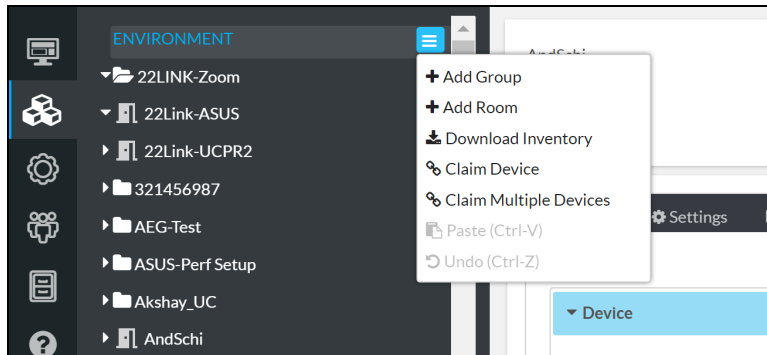 ENVIRONMENT
22LINK-Zoom
22Link-ASUS
22Link-UCPR2
321456987
AEG-Test
ASUS-Perf Setup
Akshay_UC
AndSchi
AndSchi
Add Group
Add Room
Download Inventory
Claim Device
Claim Multiple Devices
Paste (Ctrl-V)
Undo (Ctrl-Z)
Settings
Device